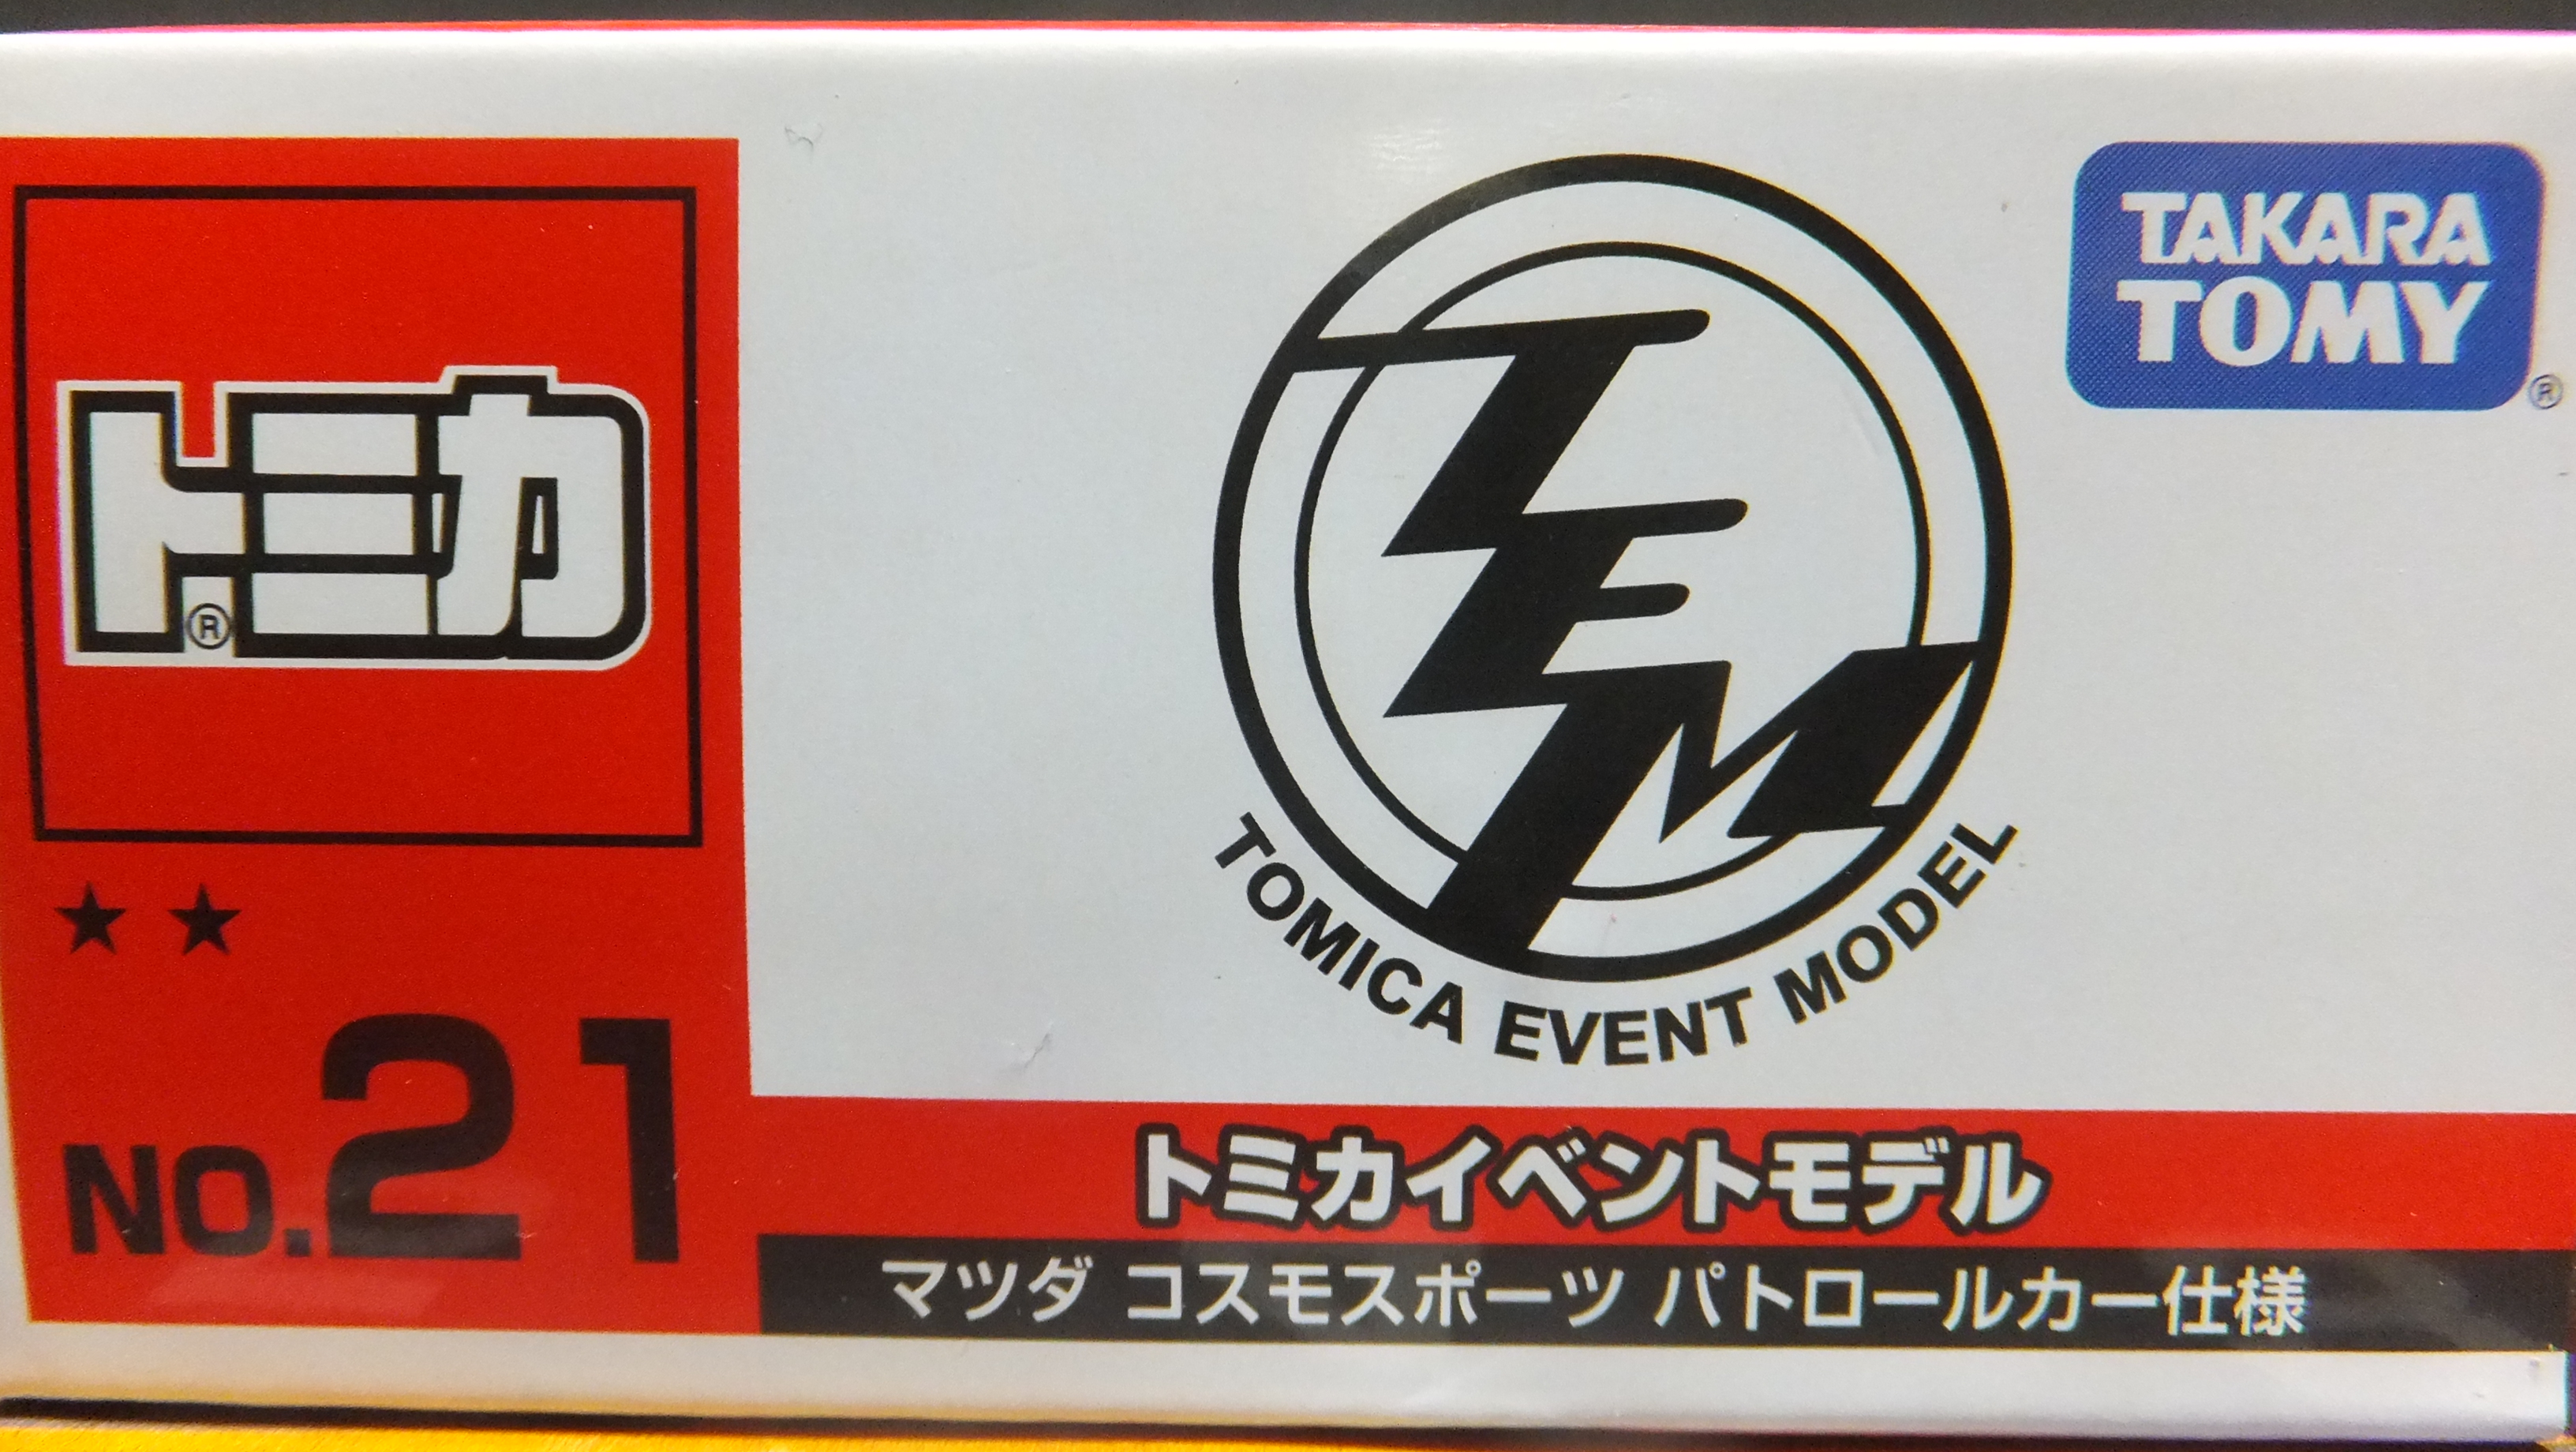 トミカ®
★ ★
NO.21
TEM
TOMICA EVENT MODEL
TAKARA
TOMY®
トミカイベントモデル
マツダ コスモスポーツ パトロールカー仕様